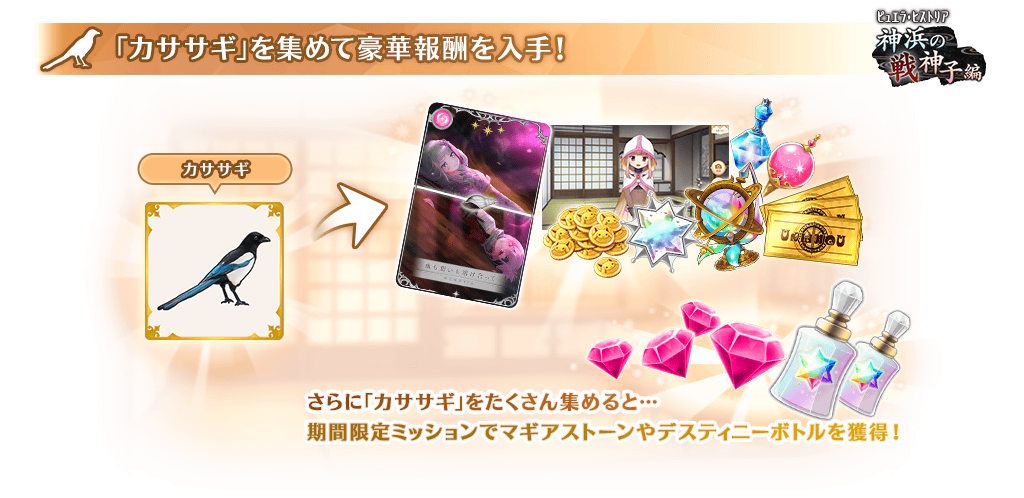 「カササギ」を集めて豪華報酬を入手！
ピュエラ・ヒストリア
神浜の
戦神子編
カササギ
さらに「カササギ」をたくさん集めると…
期間限定ミッションでマギアストーンやデスティニーボトルを獲得！